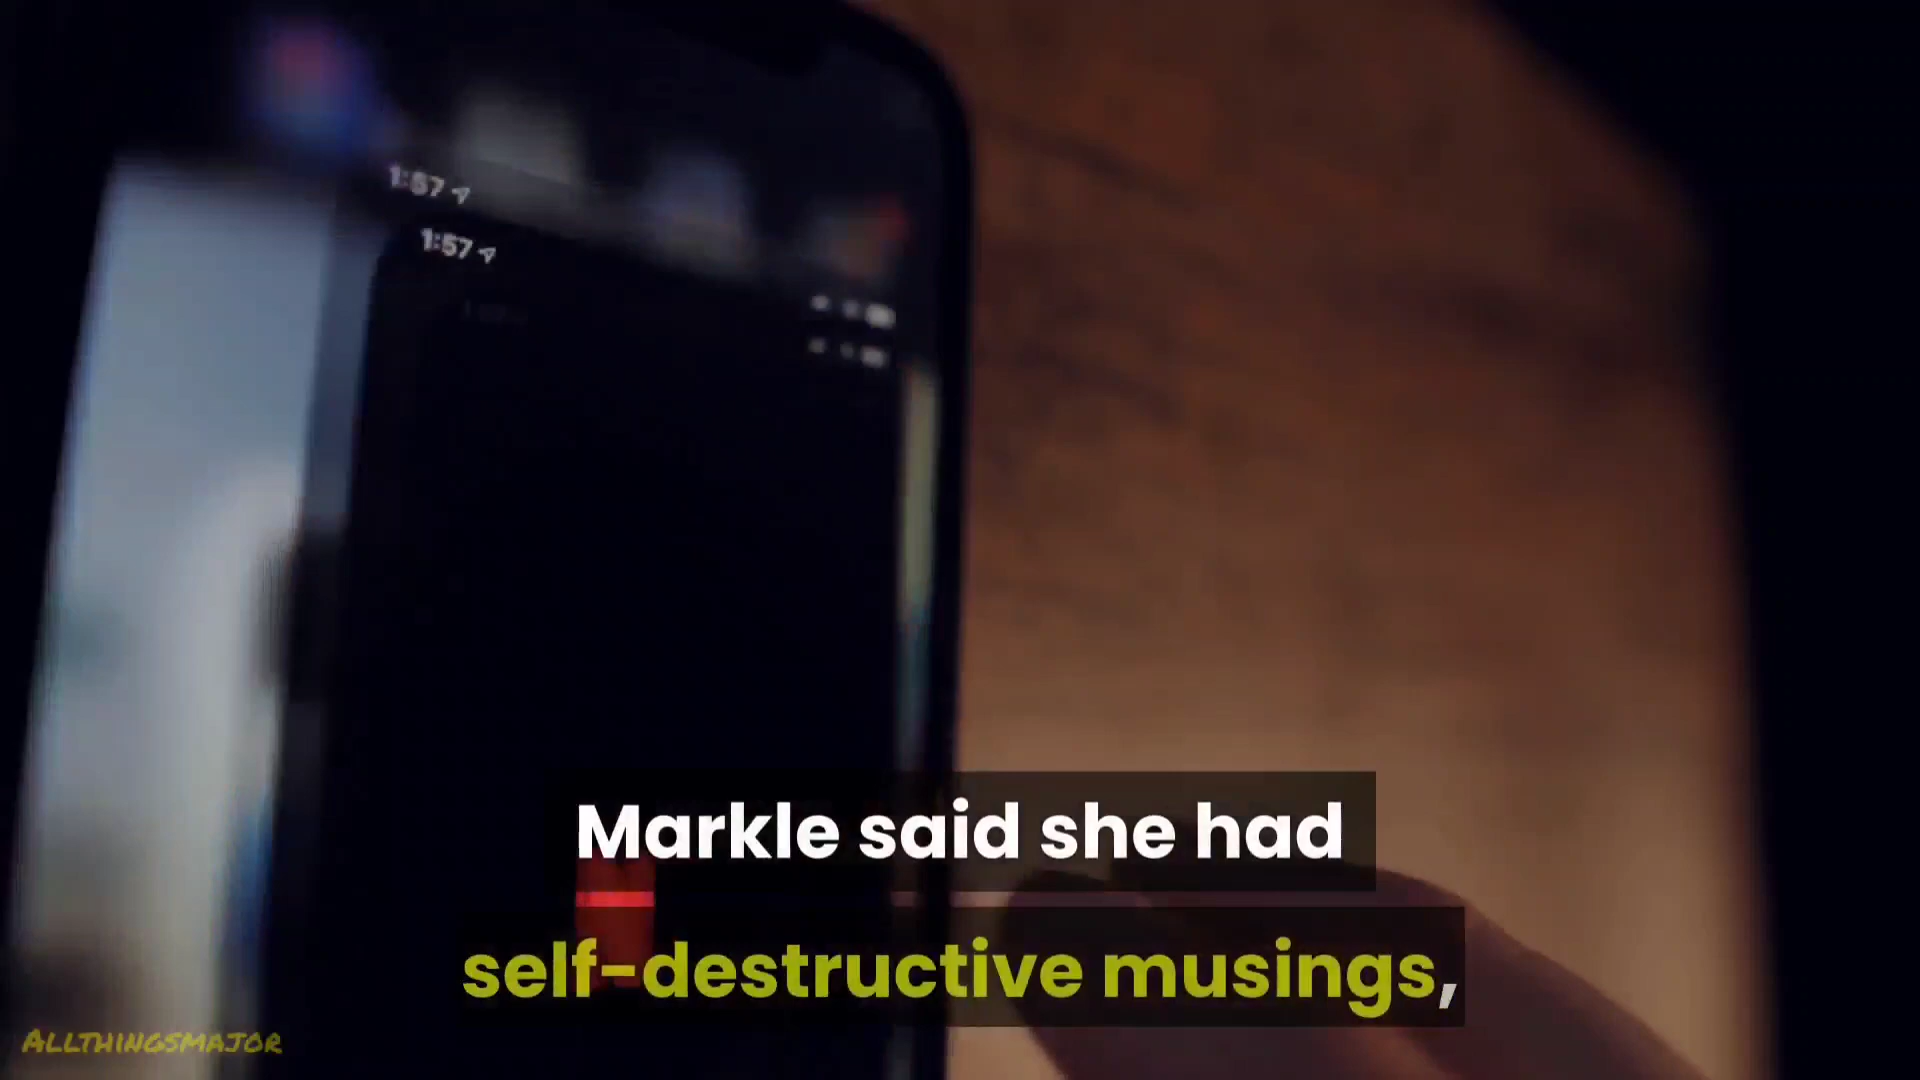 1:57
1:57
Markle said she had
self-destructive musings,
ALLTHINGSMAJOR